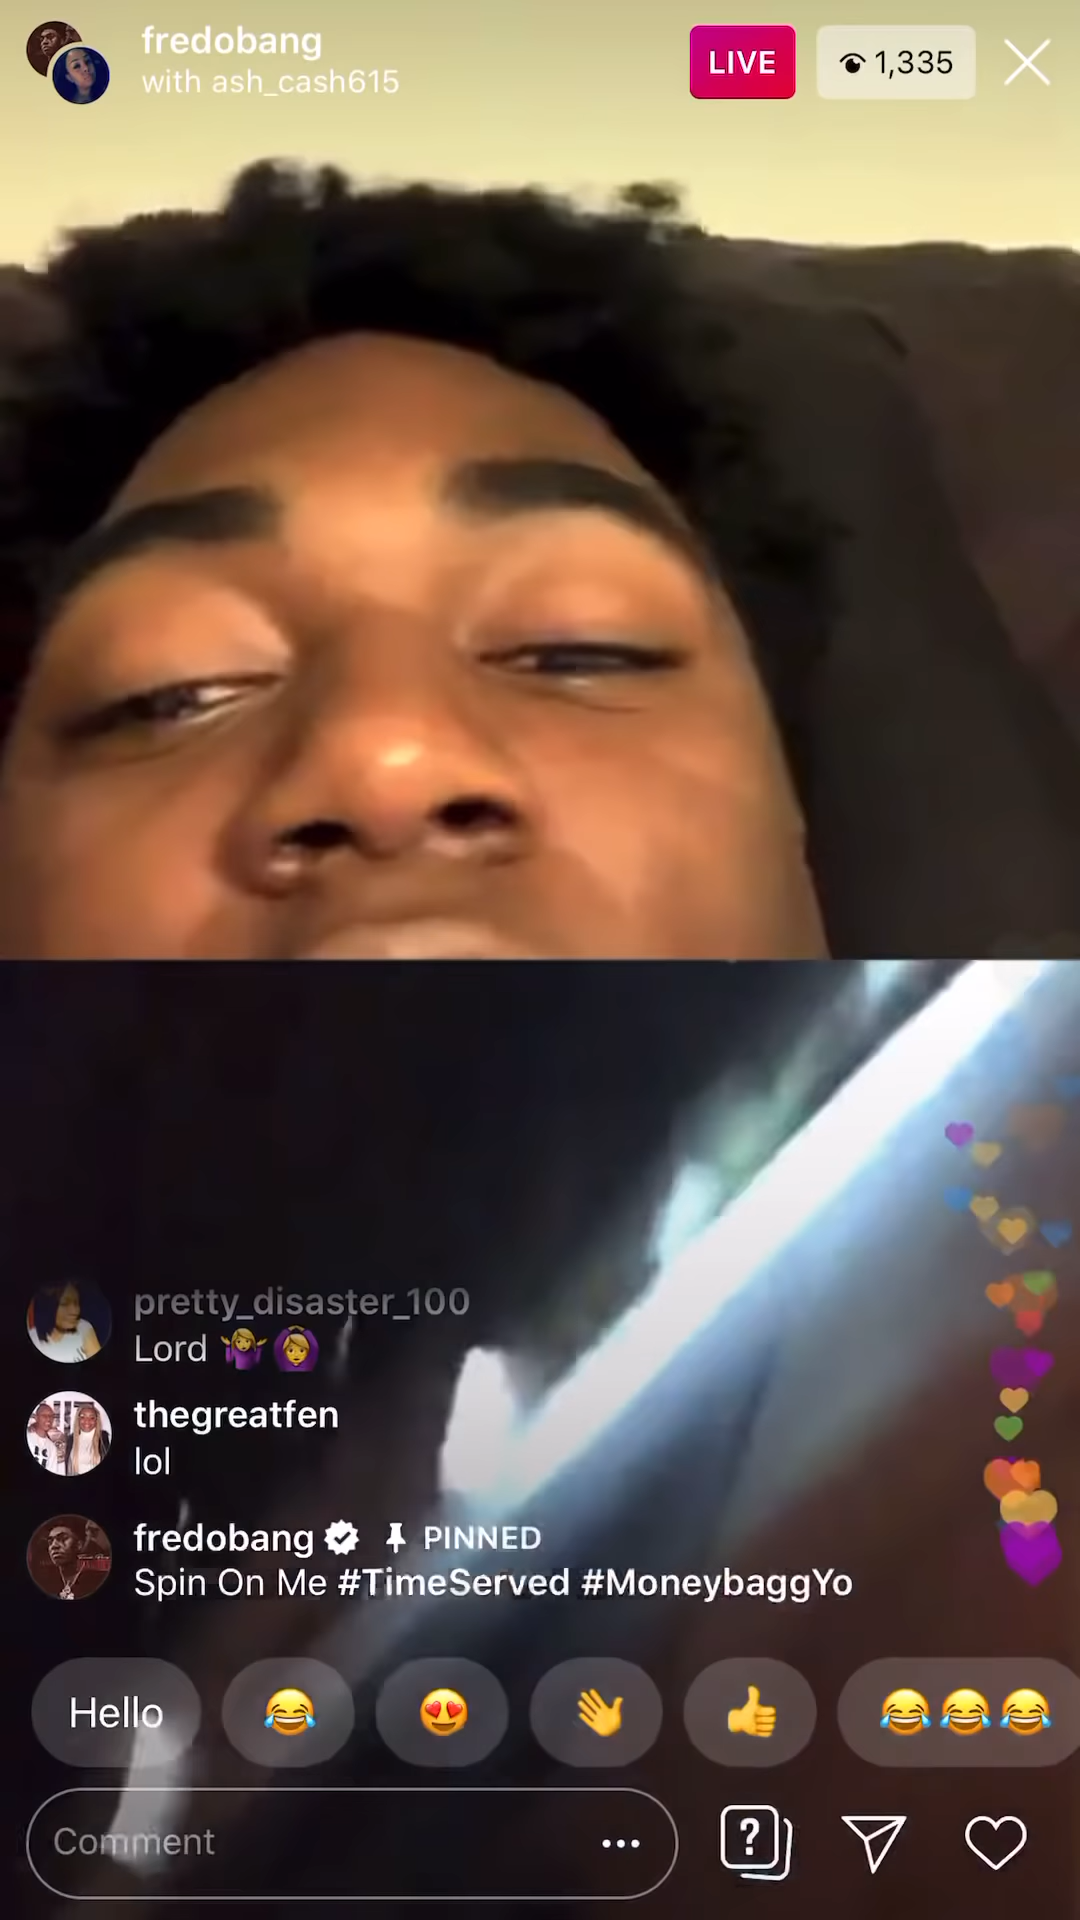 fredobang
with ash_cash615
LIVE
1,335
pretty_disaster_100
Lord 🤷‍♀️🙆‍♀️
thegreatfen
lol
fredobang PINNED
Spin On Me #TimeServed #MoneybaggYo
Hello 😂 😍 👋 👍 😂😂😂
Comment